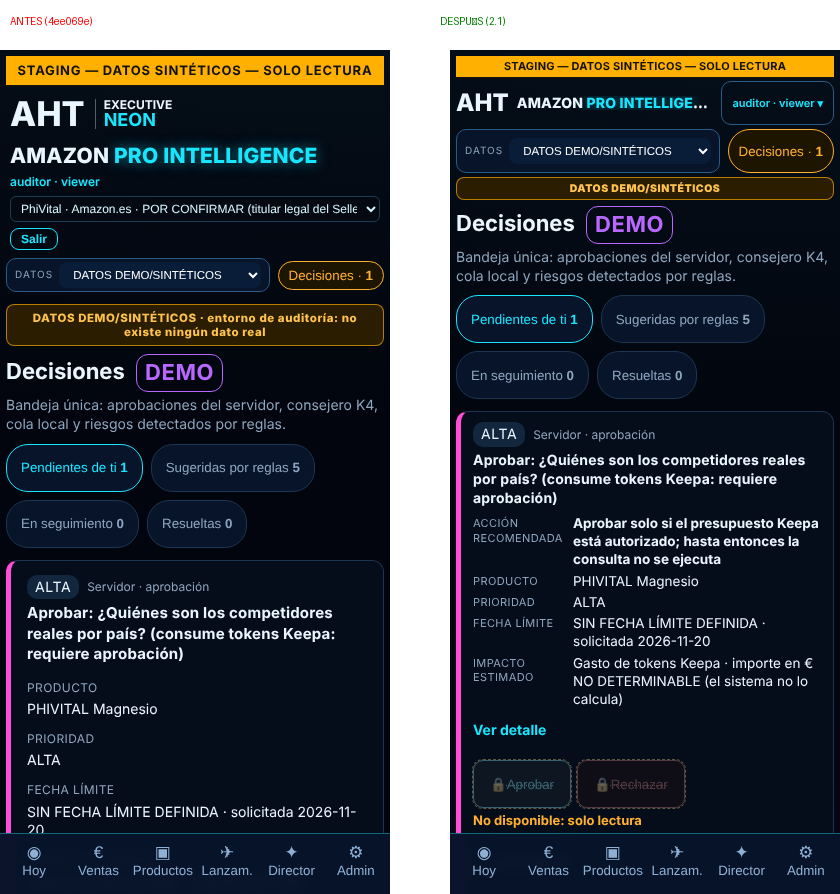 ANTES (4ee069e)
STAGING — DATOS SINTÉTICOS — SOLO LECTURA
AHT
EXECUTIVE
NEON
AMAZON PRO INTELLIGENCE
auditor · viewer
PhiVital · Amazon.es · POR CONFIRMAR (titular legal del Selle
Salir
DATOS DATOS DEMO/SINTÉTICOS
Decisiones · 1
DATOS DEMO/SINTÉTICOS · entorno de auditoría: no
existe ningún dato real
Decisiones DEMO
Bandeja única: aprobaciones del servidor, consejero K4,
cola local y riesgos detectados por reglas.
Pendientes de ti 1
Sugeridas por reglas 5
En seguimiento 0
Resueltas 0
ALTA Servidor · aprobación
Aprobar: ¿Quiénes son los competidores
reales por país? (consume tokens Keepa:
requiere aprobación)
PRODUCTO
PHIVITAL Magnesio
PRIORIDAD
ALTA
FECHA LÍMITE
SIN FECHA LÍMITE DEFINIDA · solicitada 2026-11-
20
Hoy
€
Ventas
Productos
Lanzam.
Director
Admin
DESPU S (2.1)
STAGING — DATOS SINTÉTICOS — SOLO LECTURA
AHT AMAZON PRO INTELLIGE...
auditor · viewer ▾
DATOS DATOS DEMO/SINTÉTICOS
Decisiones · 1
DATOS DEMO/SINTÉTICOS
Decisiones DEMO
Bandeja única: aprobaciones del servidor, consejero K4,
cola local y riesgos detectados por reglas.
Pendientes de ti 1
Sugeridas por reglas 5
En seguimiento 0
Resueltas 0
ALTA Servidor · aprobación
Aprobar: ¿Quiénes son los competidores reales
por país? (consume tokens Keepa: requiere
aprobación)
ACCIÓN
RECOMENDADA
Aprobar solo si el presupuesto Keepa
está autorizado; hasta entonces la
consulta no se ejecuta
PRODUCTO
PHIVITAL Magnesio
PRIORIDAD
ALTA
FECHA LÍMITE
SIN FECHA LÍMITE DEFINIDA ·
solicitada 2026-11-20
IMPACTO
ESTIMADO
Gasto de tokens Keepa · importe en €
NO DETERMINABLE (el sistema no lo
calcula)
Ver detalle
Aprobar
Rechazar
No disponible: solo lectura
Hoy
€
Ventas
Productos
Lanzam.
Director
Admin